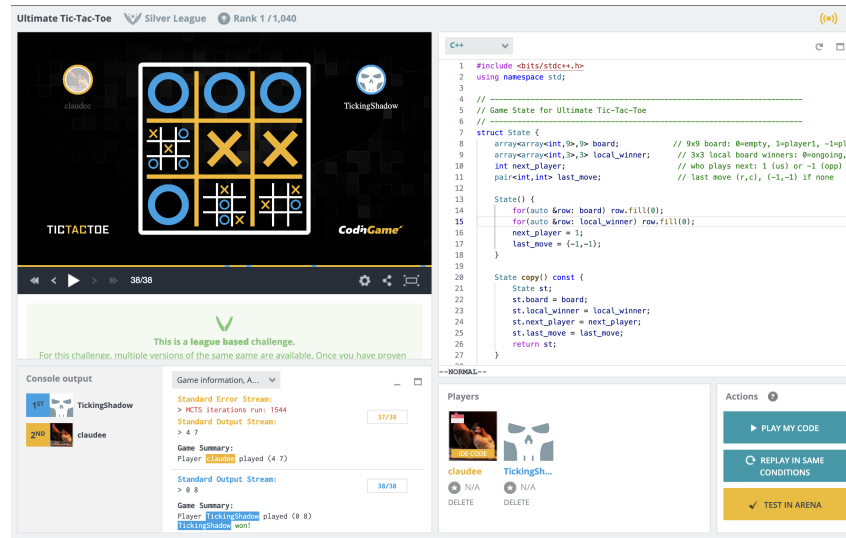 Ultimate Tic-Tac-Toe Silver League Rank 1 / 1,040
claudee
TickingShadow
TICTACTOE
CodinGame
38/38
This is a league based challenge.
For this challenge, multiple versions of the same game are available. Once you have proven
Console output
1ST TickingShadow
2ND claudee
Game information, A...
Standard Error Stream:
> MCTS iterations run: 1544
Standard Output Stream:
> 4 7
37/38
Game Summary:
Player claudee played (4 7)
Standard Output Stream:
> 0 8
38/38
Game Summary:
Player TickingShadow played (0 8)
TickingShadow won!
C++
1 #include <bits/stdc++.h>
2 using namespace std;
3
4 // ----------------------------------------------------------------------
5 // Game State for Ultimate Tic-Tac-Toe
6 // ----------------------------------------------------------------------
7 struct State {
8 array<array<int,9>,9> board; // 9x9 board: 0=empty, 1=player1, -1=pl
9 array<array<int,3>,3> local_winner; // 3x3 local board winners: 0=ongoing,
10 int next_player; // who plays next: 1 (us) or -1 (opp)
11 pair<int,int> last_move; // last move (r,c), (-1,-1) if none
12
13 State() {
14 for(auto &row: board) row.fill(0);
15 for(auto &row: local_winner) row.fill(0);
16 next_player = 1;
17 last_move = {-1,-1};
18 }
19
20 State copy() const {
21 State st;
22 st.board = board;
23 st.local_winner = local_winner;
24 st.next_player = next_player;
25 st.last_move = last_move;
26 return st;
27 }
--NORMAL--
Players
IDE CODE
claudee
N/A
DELETE
TickingSh...
N/A
DELETE
Actions ?
PLAY MY CODE
REPLAY IN SAME
CONDITIONS
TEST IN ARENA